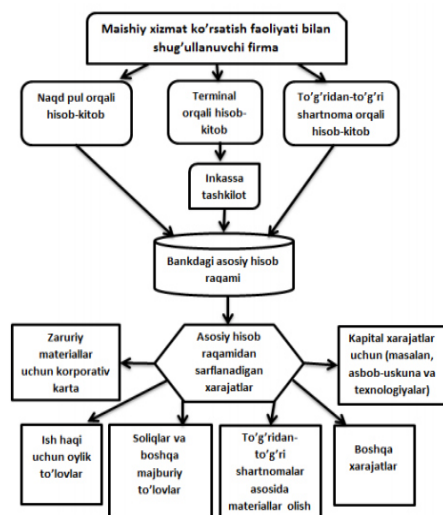 Maishiy xizmat ko'rsatish faoliyati bilan
shug'ullanuvchi firma
Naqd pul orqali
hisob-kitob
Terminal
orqali hisob-
kitob
To'g'ridan-to'g'ri
shartnoma orqali
hisob-kitob
Inkassa
tashkilot
Bankdagi asosiy hisob
raqami
Zaruriy
materiallar
uchun korporativ
karta
Asosiy hisob
raqamidan
sarflanadigan
xarajatlar
Kapital xarajatlar
uchun (masalan,
asbob-uskuna va
texnologiyalar)
Ish haqi
uchun oylik
to'lovlar
Soliqlar va
boshqa
majburiy
to'lovlar
To'g'ridan-
to'g'ri
shartnomalar
asosida
materiallar olish
Boshqa
xarajatlar